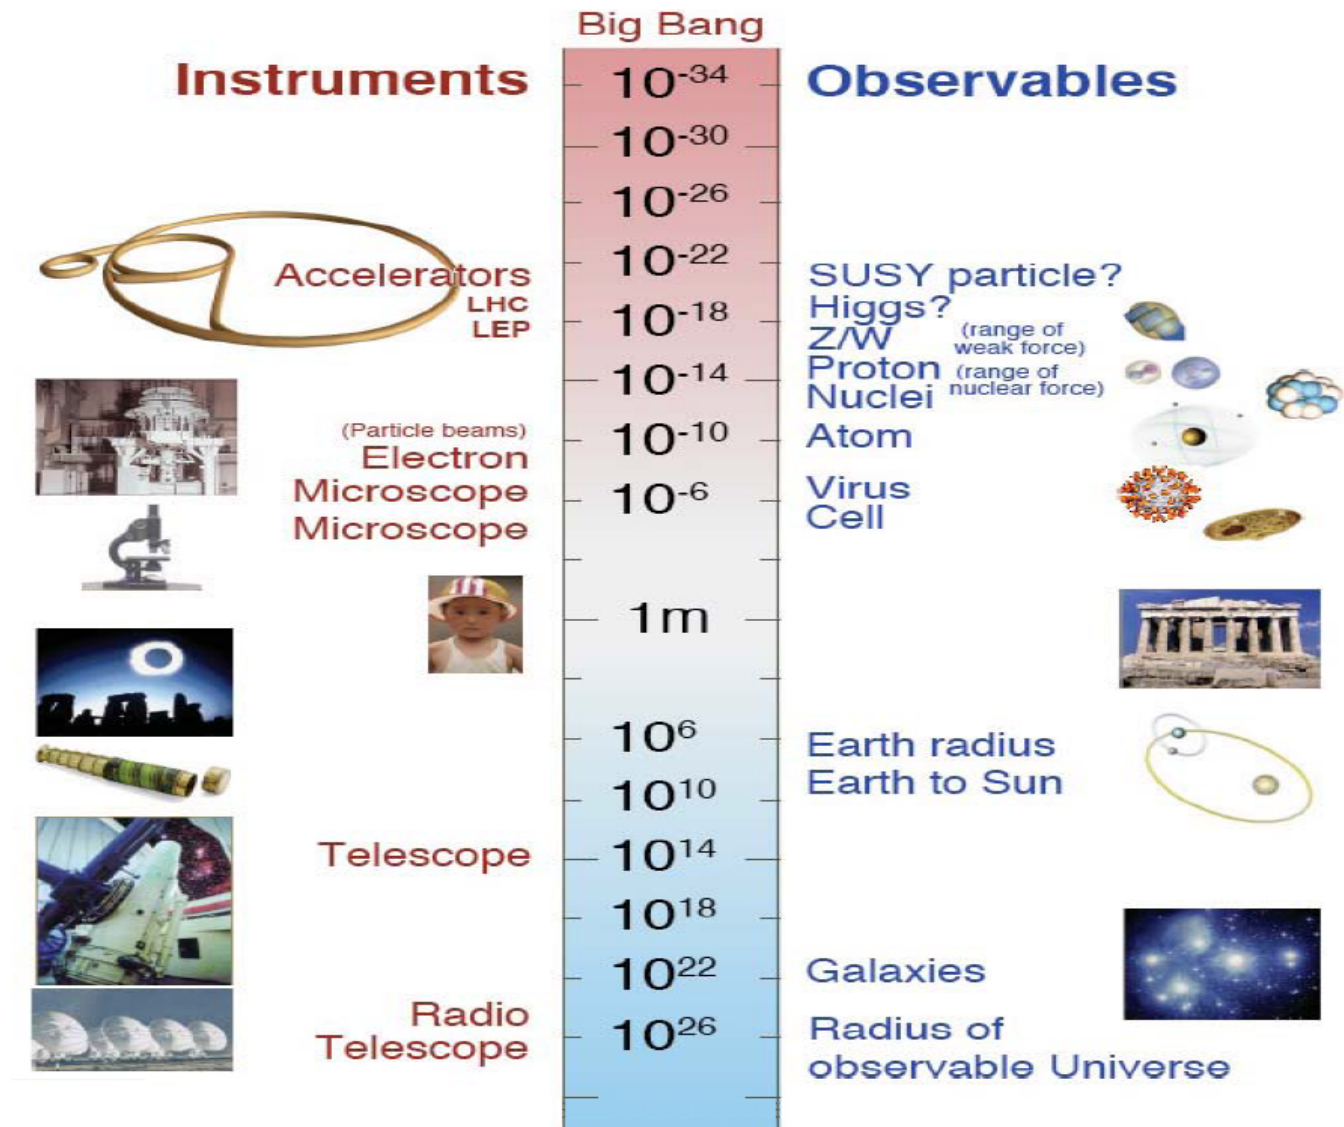 Big Bang
Instruments
Observables
10⁻³⁴
10⁻³⁰
10⁻²⁶
10⁻²²
10⁻¹⁸
10⁻¹⁴
10⁻¹⁰
10⁻⁶
1m
10⁶
10¹⁰
10¹⁴
10¹⁸
10²²
10²⁶
Accelerators
LHC
LEP
(Particle beams)
Electron
Microscope
Microscope
Telescope
Radio
Telescope
SUSY particle?
Higgs?
Z/W (range of
weak force)
Proton (range of
Nuclei nuclear force)
Atom
Virus
Cell
Earth radius
Earth to Sun
Galaxies
Radius of
observable Universe